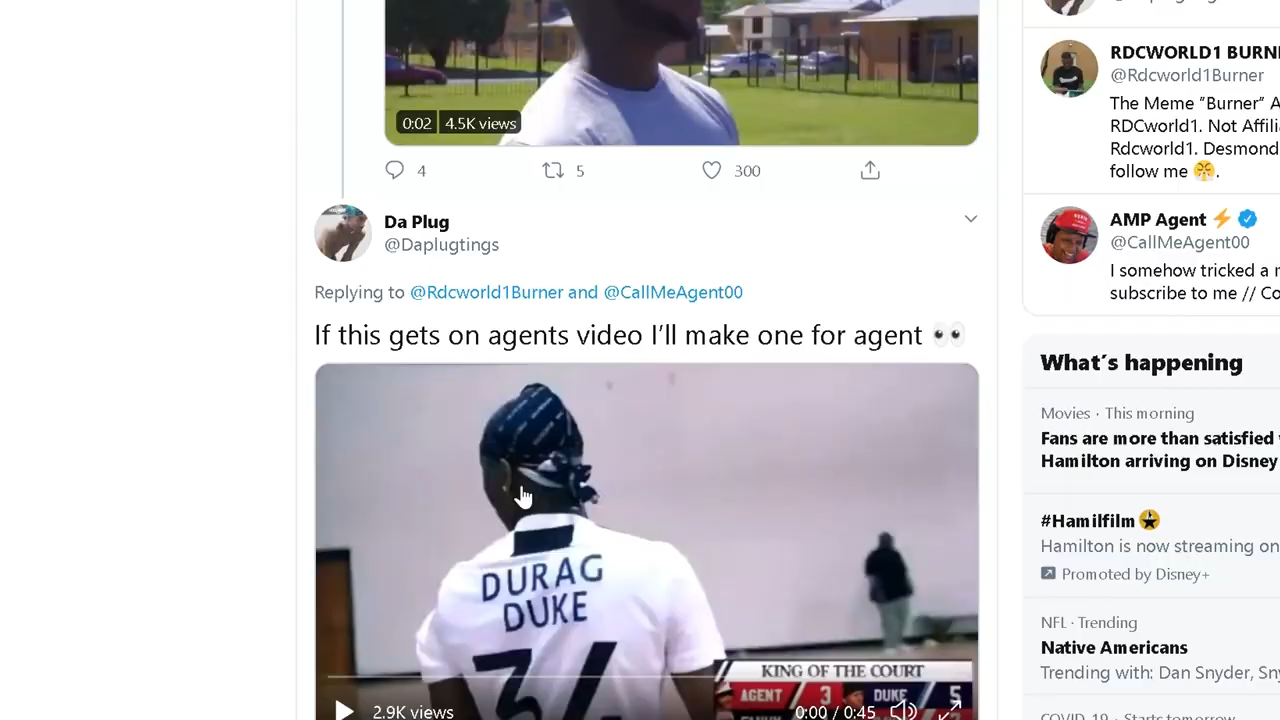 0:02 4.5K views
4 5 300
Da Plug
@Daplugtings
Replying to @Rdcworld1Burner and @CallMeAgent00
If this gets on agents video I'll make one for agent 👀
DURAG
DUKE
34
KING OF THE COURT
AGENT 3 DUKE 5
2.9K views 0:00 / 0:45
RDCWORLD1 BURN
@Rdcworld1Burner
The Meme "Burner" A
RDCworld1. Not Affili
Rdcworld1. Desmond
follow me 😤.
AMP Agent ⚡
@CallMeAgent00
I somehow tricked a
subscribe to me // Co
What's happening
Movies · This morning
Fans are more than satisfied
Hamilton arriving on Disney
#Hamilfilm
Hamilton is now streaming on
Promoted by Disney+
NFL · Trending
Native Americans
Trending with: Dan Snyder, Sny
COVID-19 · Starts tomorrow